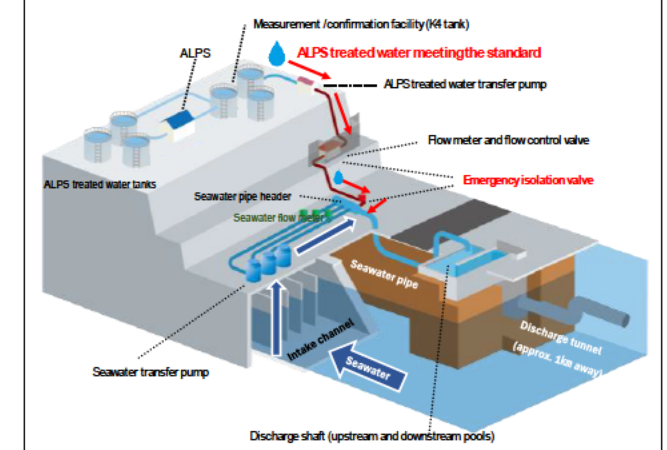 Measurement /confirmation facility (K4 tank)
ALPS
ALPS treated water meeting the standard
ALPS treated water transfer pump
Flow meter and flow control valve
ALPS treated water tanks
Emergency isolation valve
Seawater pipe header
Seawater flow meter
Seawater pipe
Intake channel
Seawater
Discharge tunnel
(approx. 1km away)
Seawater transfer pump
Discharge shaft (upstream and downstream pools)